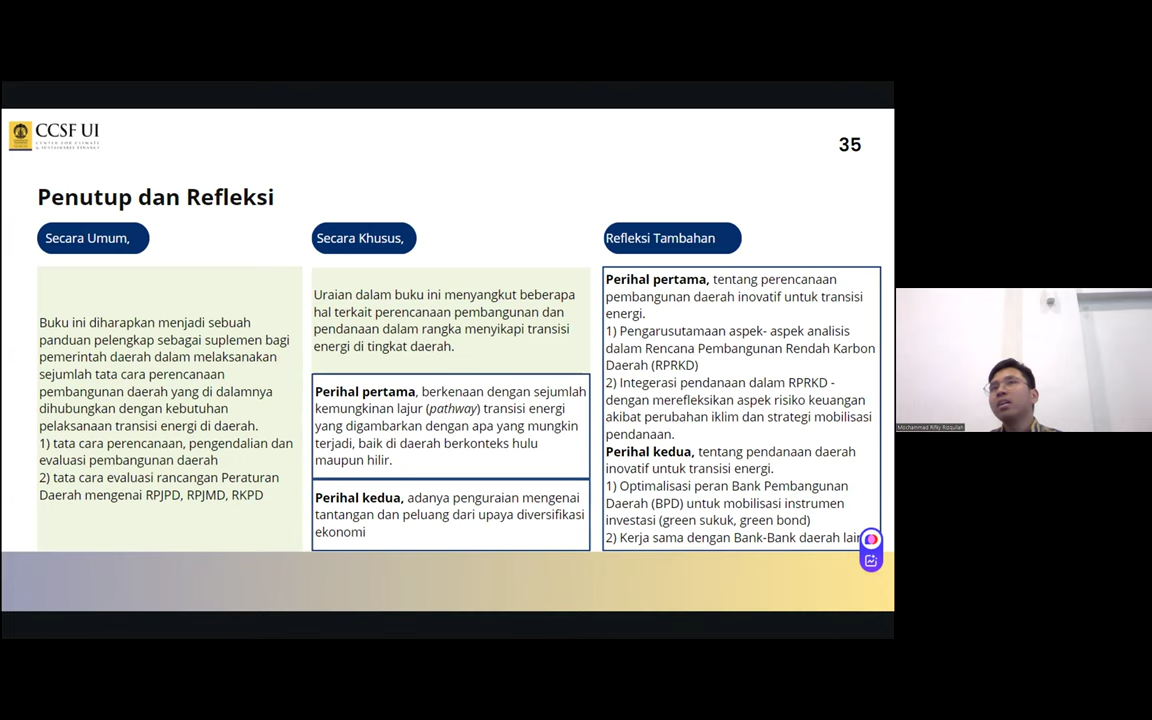 CCSF UI
CENTER FOR CLIMATE
& SUSTAINABLE FINANCE
35
Penutup dan Refleksi
Secara Umum,
Buku ini diharapkan menjadi sebuah
panduan pelengkap sebagai suplemen bagi
pemerintah daerah dalam melaksanakan
sejumlah tata cara perencanaan
pembangunan daerah yang di dalamnya
dihubungkan dengan kebutuhan
pelaksanaan transisi energi di daerah.
1) tata cara perencanaan, pengendalian dan
evaluasi pembangunan daerah
2) tata cara evaluasi rancangan Peraturan
Daerah mengenai RPJPD, RPJMD, RKPD
Secara Khusus,
Uraian dalam buku ini menyangkut beberapa
hal terkait perencanaan pembangunan dan
pendanaan dalam rangka menyikapi transisi
energi di tingkat daerah.
Perihal pertama, berkenaan dengan sejumlah
kemungkinan lajur (pathway) transisi energi
yang digambarkan dengan apa yang mungkin
terjadi, baik di daerah berkonteks hulu
maupun hilir.
Perihal kedua, adanya penguraian mengenai
tantangan dan peluang dari upaya diversifikasi
ekonomi
Refleksi Tambahan
Perihal pertama, tentang perencanaan
pembangunan daerah inovatif untuk transisi
energi.
1) Pengarusutamaan aspek- aspek analisis
dalam Rencana Pembangunan Rendah Karbon
Daerah (RPRKD)
2) Integerasi pendanaan dalam RPRKD -
dengan merefleksikan aspek risiko keuangan
akibat perubahan iklim dan strategi mobilisasi
pendanaan.
Perihal kedua, tentang pendanaan daerah
inovatif untuk transisi energi.
1) Optimalisasi peran Bank Pembangunan
Daerah (BPD) untuk mobilisasi instrumen
investasi (green sukuk, green bond)
2) Kerja sama dengan Bank-Bank daerah lain
Mochammad Rifky Rizqullah